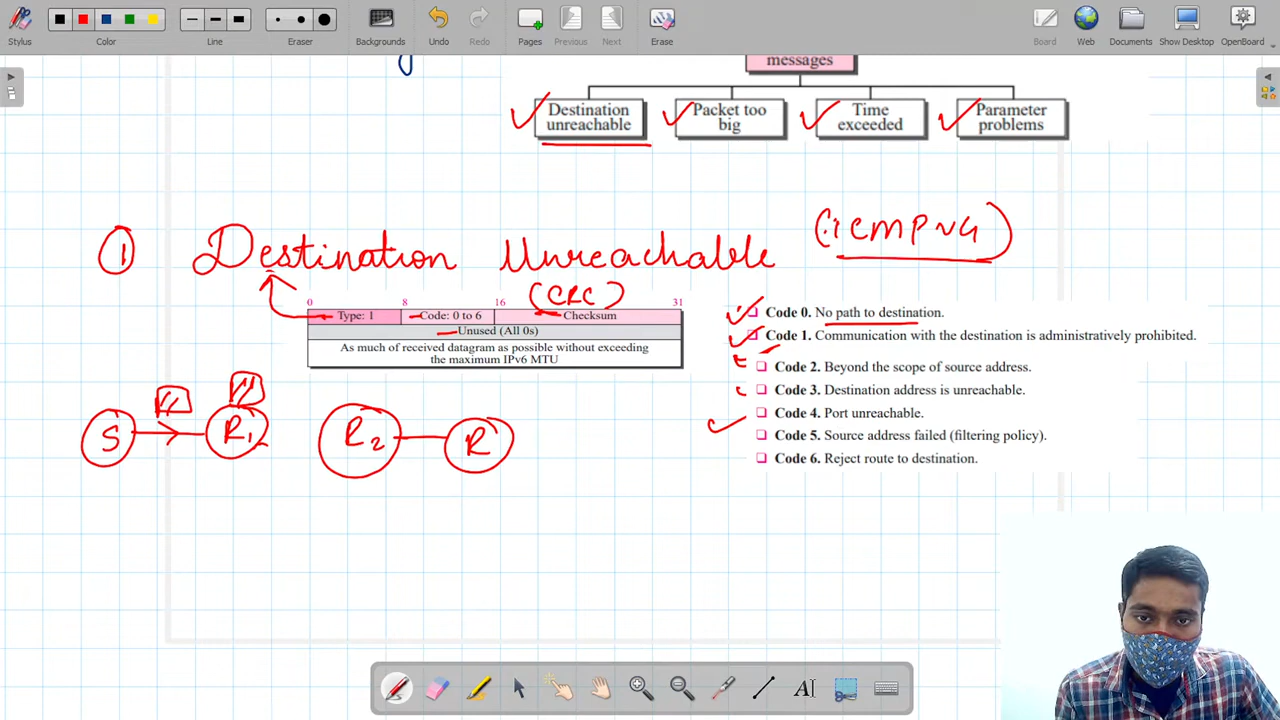 Stylus
Color
Line
Eraser
Backgrounds
Undo
Redo
Pages
Previous
Next
Erase
Board
Web
Documents
Show Desktop
OpenBoard
messages
Destination unreachable
Packet too big
Time exceeded
Parameter problems
(ICMPV6)
① Destination Unreachable
(CRC)
0 8 16 31
Type: 1 Code: 0 to 6 Checksum
Unused (All 0s)
As much of received datagram as possible without exceeding
the maximum IPv6 MTU
Code 0. No path to destination.
Code 1. Communication with the destination is administratively prohibited.
Code 2. Beyond the scope of source address.
Code 3. Destination address is unreachable.
Code 4. Port unreachable.
Code 5. Source address failed (filtering policy).
Code 6. Reject route to destination.
S R1 R2 R